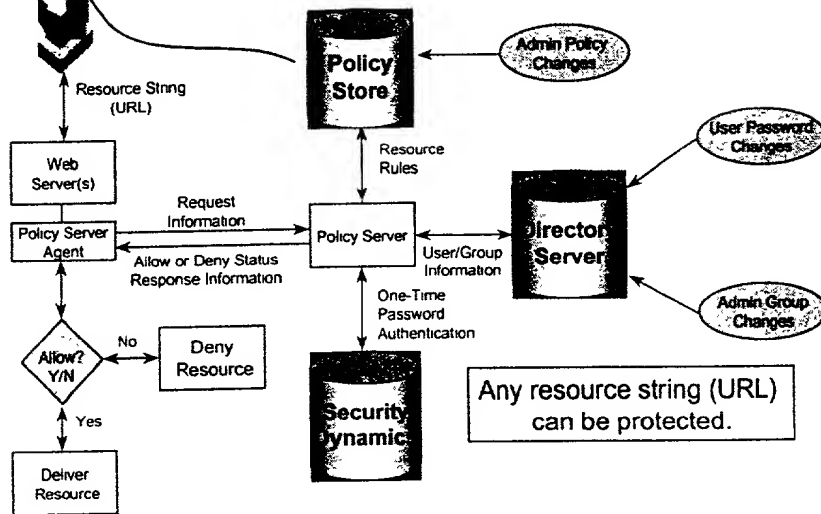 Admin Policy
Changes
Policy
Store
Resource String
(URL)
User Password
Changes
Resource
Rules
Web
Server(s)
Request
Information
Policy Server
Agent
Policy Server
Director
Server
Allow or Deny Status
Response Information
User/Group
Information
One-Time
Password
Authentication
Admin Group
Changes
Allow?
Y/N
No
Deny
Resource
Any resource string (URL)
can be protected.
Security
Dynamic
Yes
Deliver
Resource